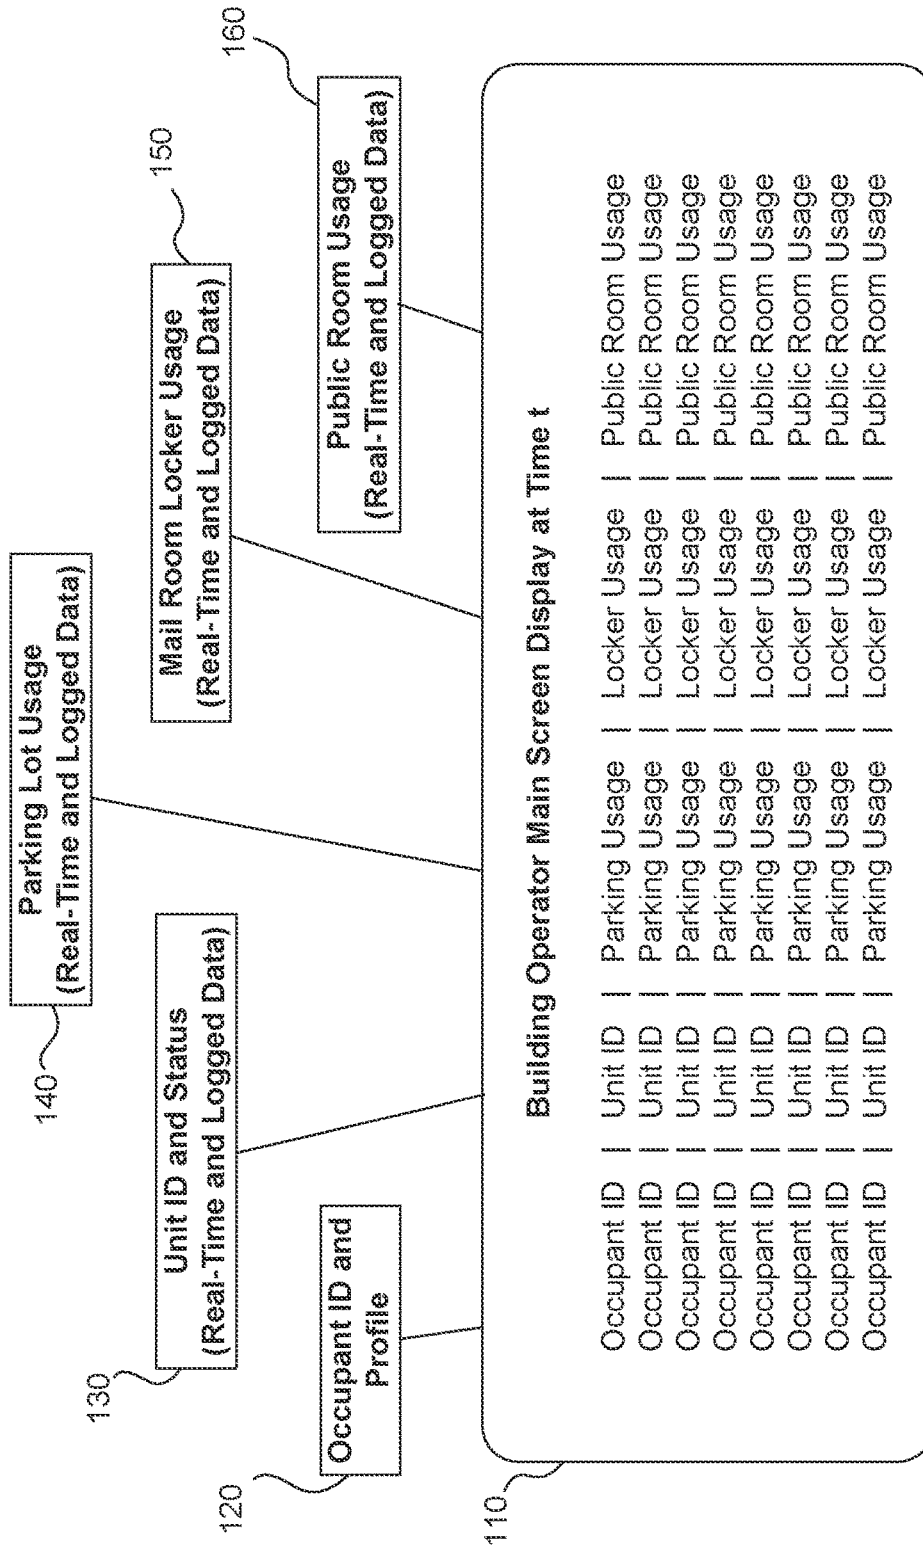 140
Parking Lot Usage
(Real-Time and Logged Data)
130
Unit ID and Status
(Real-Time and Logged Data)
150
Mail Room Locker Usage
(Real-Time and Logged Data)
120
Occupant ID and
Profile
160
Public Room Usage
(Real-Time and Logged Data)
110
Building Operator Main Screen Display at Time t
Occupant ID | Unit ID | Parking Usage | Locker Usage | Public Room Usage
Occupant ID | Unit ID | Parking Usage | Locker Usage | Public Room Usage
Occupant ID | Unit ID | Parking Usage | Locker Usage | Public Room Usage
Occupant ID | Unit ID | Parking Usage | Locker Usage | Public Room Usage
Occupant ID | Unit ID | Parking Usage | Locker Usage | Public Room Usage
Occupant ID | Unit ID | Parking Usage | Locker Usage | Public Room Usage
Occupant ID | Unit ID | Parking Usage | Locker Usage | Public Room Usage
Occupant ID | Unit ID | Parking Usage | Locker Usage | Public Room Usage